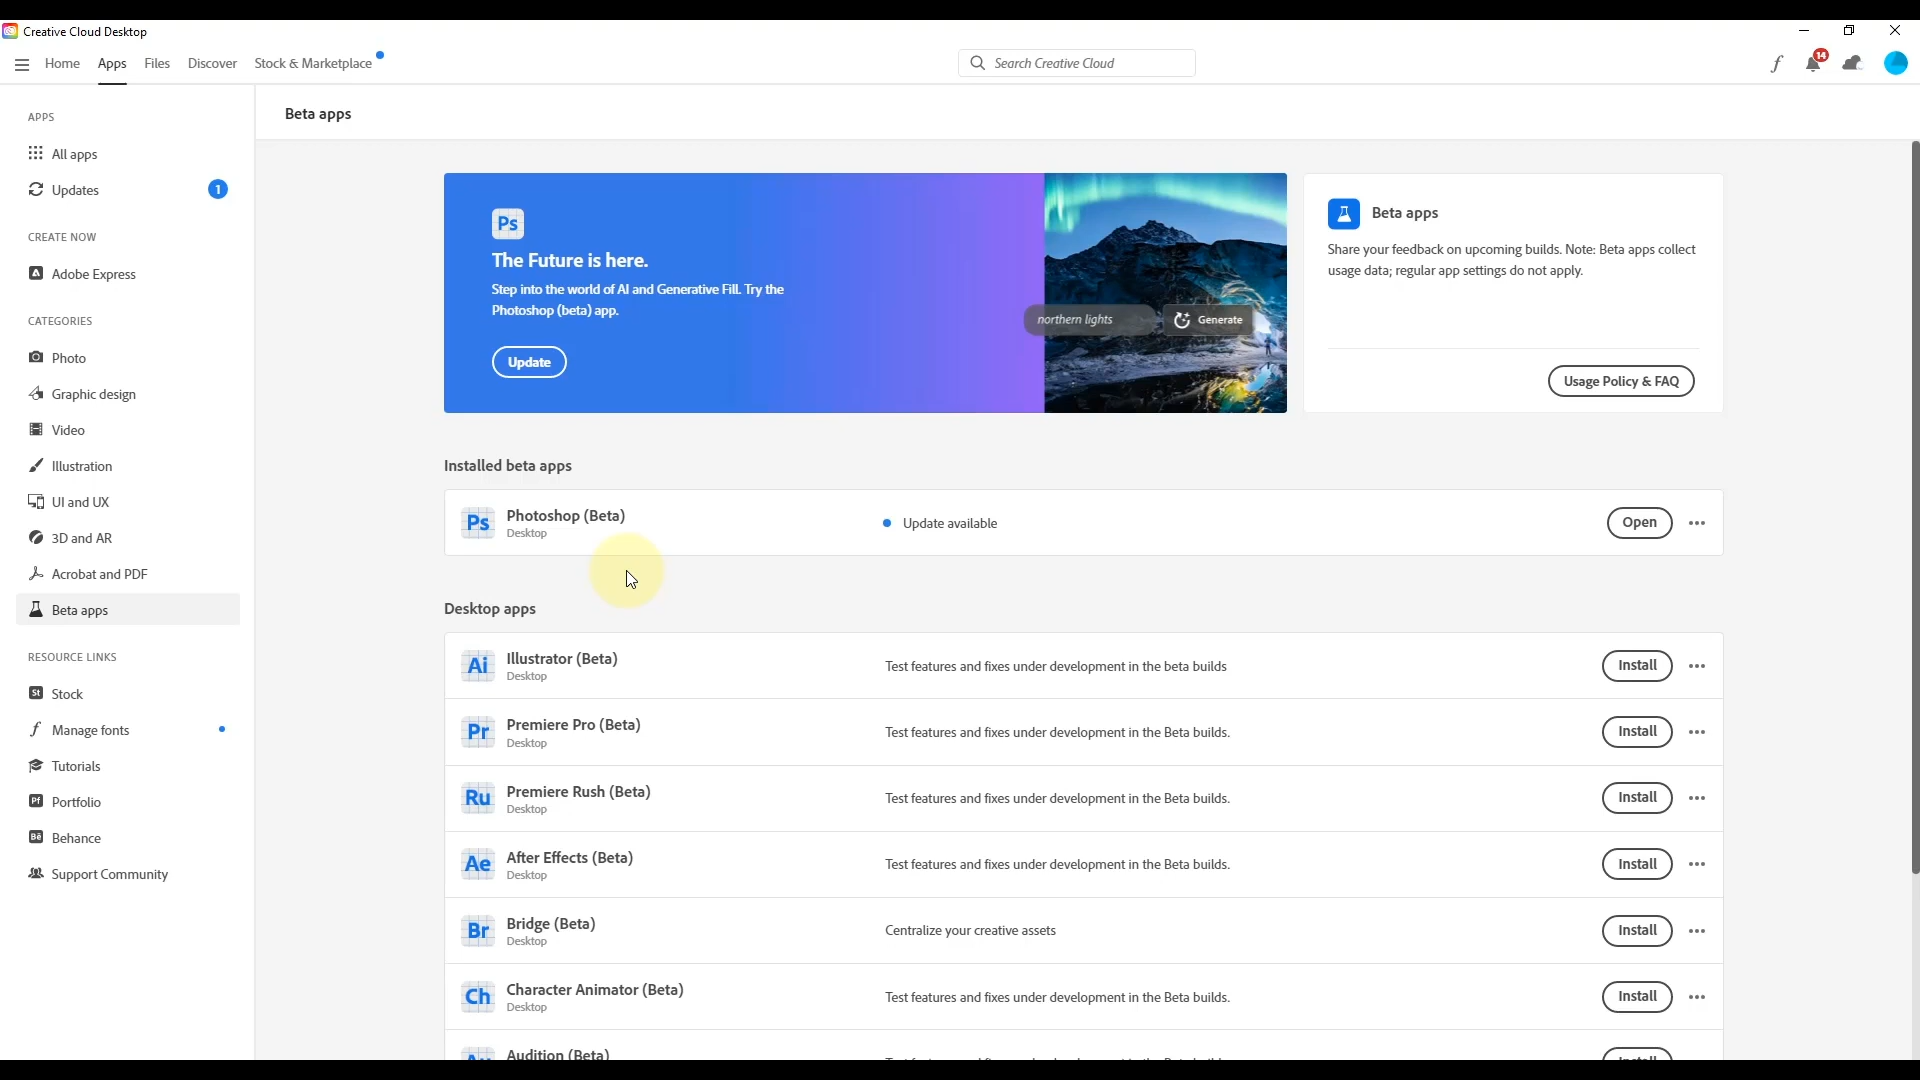 Creative Cloud Desktop
Home
Apps
Files
Discover
Stock & Marketplace
Search Creative Cloud
14
APPS
All apps
Updates
1
CREATE NOW
Adobe Express
CATEGORIES
Photo
Graphic design
Video
Illustration
UI and UX
3D and AR
Acrobat and PDF
Beta apps
RESOURCE LINKS
St
Stock
Manage fonts
Tutorials
Pf
Portfolio
Bē
Behance
Support Community
Beta apps
Ps
The Future is here.
Step into the world of AI and Generative Fill. Try the
Photoshop (beta) app.
Update
northern lights
Generate
Beta apps
Share your feedback on upcoming builds. Note: Beta apps collect
usage data; regular app settings do not apply.
Usage Policy & FAQ
Installed beta apps
Ps
Photoshop (Beta)
Desktop
Update available
Open
Desktop apps
Ai
Illustrator (Beta)
Desktop
Test features and fixes under development in the beta builds
Install
Pr
Premiere Pro (Beta)
Desktop
Test features and fixes under development in the Beta builds.
Install
Ru
Premiere Rush (Beta)
Desktop
Test features and fixes under development in the Beta builds.
Install
Ae
After Effects (Beta)
Desktop
Test features and fixes under development in the Beta builds.
Install
Br
Bridge (Beta)
Desktop
Centralize your creative assets
Install
Ch
Character Animator (Beta)
Desktop
Test features and fixes under development in the Beta builds.
Install
Audition (Beta)